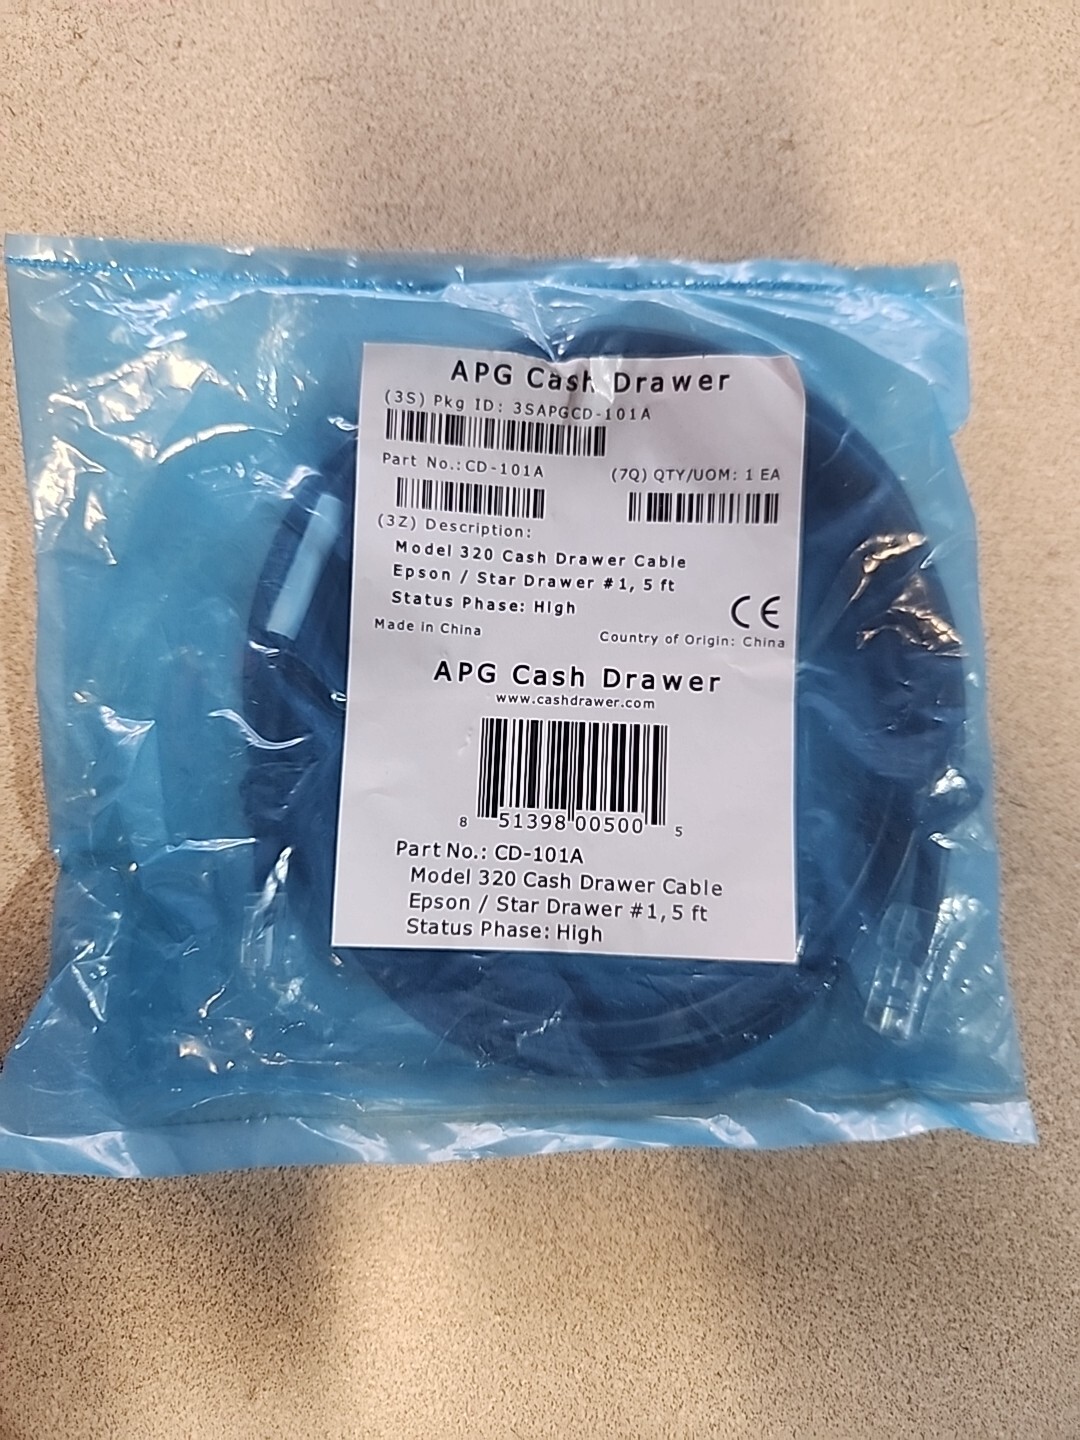 APG Cash Drawer
(3S) Pkg ID: 3SAPGCD-101A
Part No.:CD-101A
(7Q) QTY/UOM: 1 EA
(3Z) Description:
Model 320 Cash Drawer Cable
Epson / Star Drawer #1, 5 ft
Status Phase: High
CE
Made in China
Country of Origin: China
APG Cash Drawer
www.cashdrawer.com
8 51398 00500 5
Part No.: CD-101A
Model 320 Cash Drawer Cable
Epson / Star Drawer #1, 5 ft
Status Phase: High